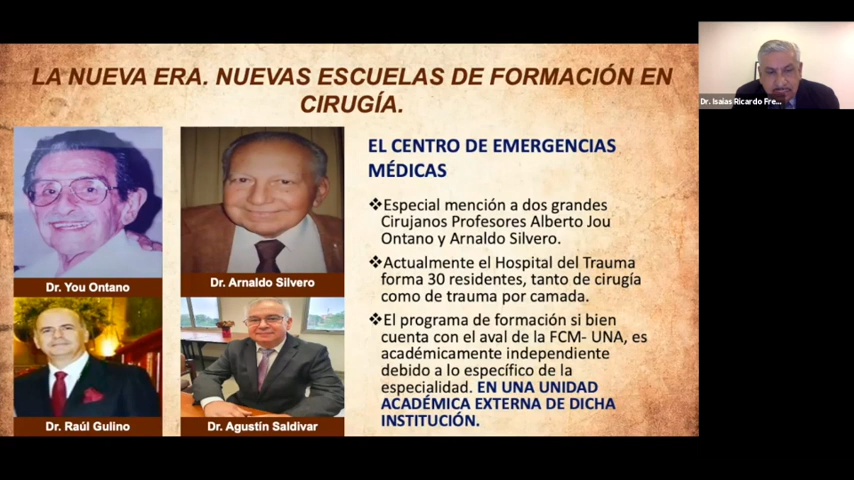 LA NUEVA ERA. NUEVAS ESCUELAS DE FORMACIÓN EN
CIRUGÍA.
Dr. Isaias Ricardo Fre...
EL CENTRO DE EMERGENCIAS
MÉDICAS
❖Especial mención a dos grandes
Cirujanos Profesores Alberto Jou
Ontano y Arnaldo Silvero.
❖Actualmente el Hospital del Trauma
forma 30 residentes, tanto de cirugía
como de trauma por camada.
❖El programa de formación si bien
cuenta con el aval de la FCM- UNA, es
académicamente independiente
debido a lo específico de la
especialidad. EN UNA UNIDAD
ACADÉMICA EXTERNA DE DICHA
INSTITUCIÓN.
Dr. You Ontano
Dr. Arnaldo Silvero
Dr. Raúl Gulino
Dr. Agustín Saldivar